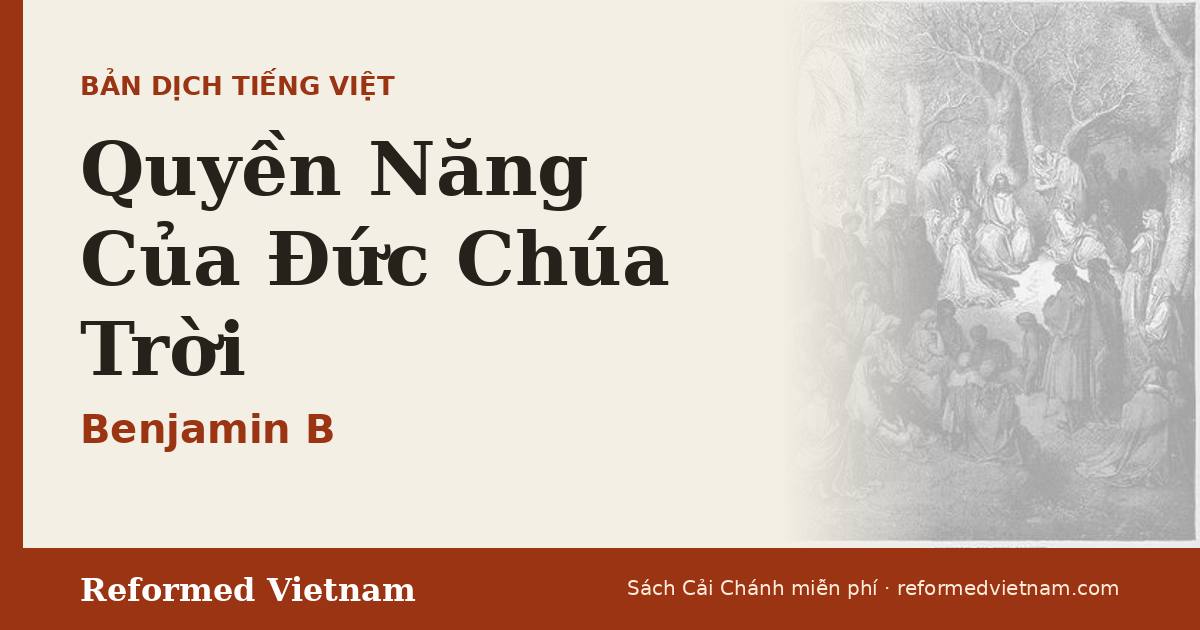 BẢN DỊCH TIẾNG VIỆT
Quyền Năng
Của Đức Chúa
Trời
Benjamin B
Reformed Vietnam
Sách Cải Chánh miễn phí · reformedvietnam.com